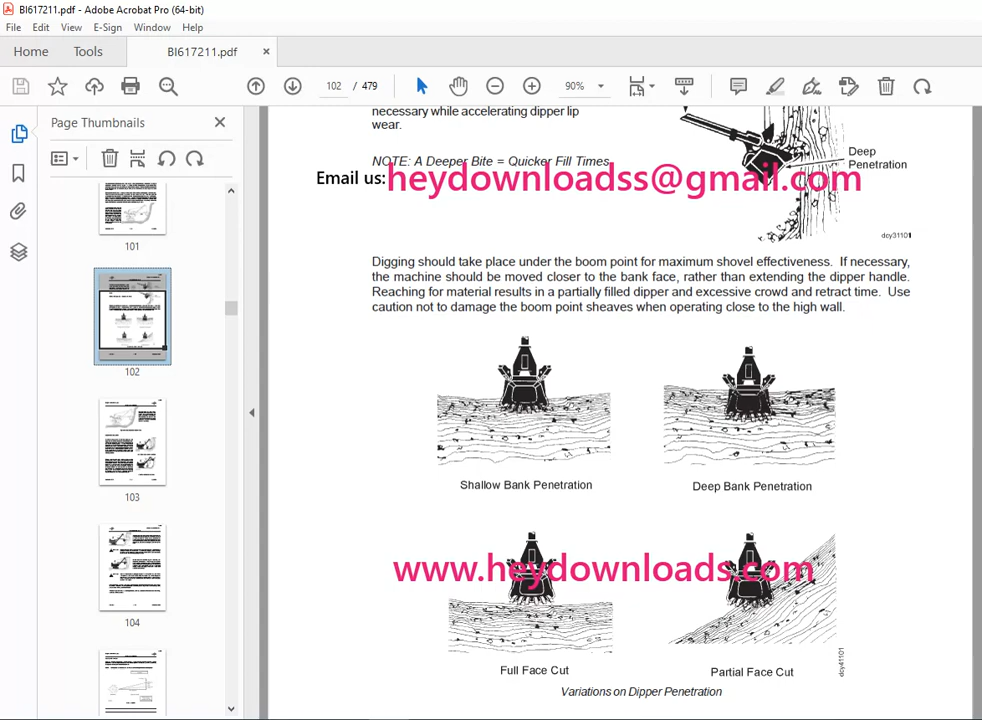 BI617211.pdf - Adobe Acrobat Pro (64-bit)
File Edit View E-Sign Window Help
Home Tools BI617211.pdf ×
102 / 479 90%
Page Thumbnails
101
102
103
104
necessary while accelerating dipper lip
wear.
NOTE: A Deeper Bite = Quicker Fill Times
Deep
Penetration
Email us:heydownloadss@gmail.com
dcy31101
Digging should take place under the boom point for maximum shovel effectiveness. If necessary,
the machine should be moved closer to the bank face, rather than extending the dipper handle.
Reaching for material results in a partially filled dipper and excessive crowd and retract time. Use
caution not to damage the boom point sheaves when operating close to the high wall.
Shallow Bank Penetration
Deep Bank Penetration
www.heydownloads.com
Full Face Cut
Partial Face Cut
dcy41101
Variations on Dipper Penetration